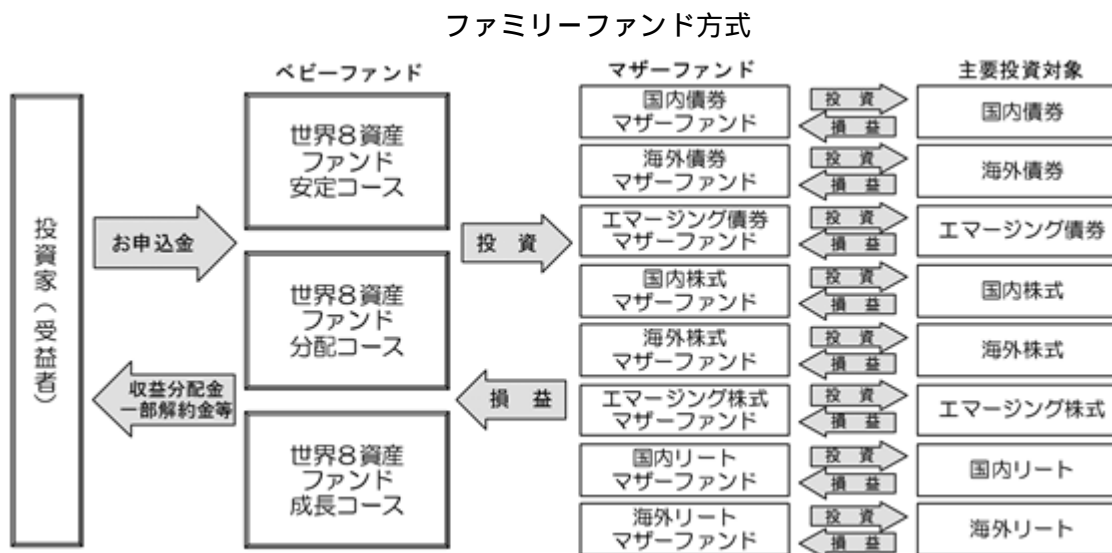 ファミリーファンド方式
ベビーファンド
マザーファンド
主要投資対象
投資家(受益者)
お申込金
収益分配金
一部解約金等
世界8資産
ファンド
安定コース
世界8資産
ファンド
分配コース
世界8資産
ファンド
成長コース
投 資
損 益
国内債券
マザーファンド
投 資
損 益
国内債券
海外債券
マザーファンド
投 資
損 益
海外債券
エマージング債券
マザーファンド
投 資
損 益
エマージング債券
国内株式
マザーファンド
投 資
損 益
国内株式
海外株式
マザーファンド
投 資
損 益
海外株式
エマージング株式
マザーファンド
投 資
損 益
エマージング株式
国内リート
マザーファンド
投 資
損 益
国内リート
海外リート
マザーファンド
投 資
損 益
海外リート